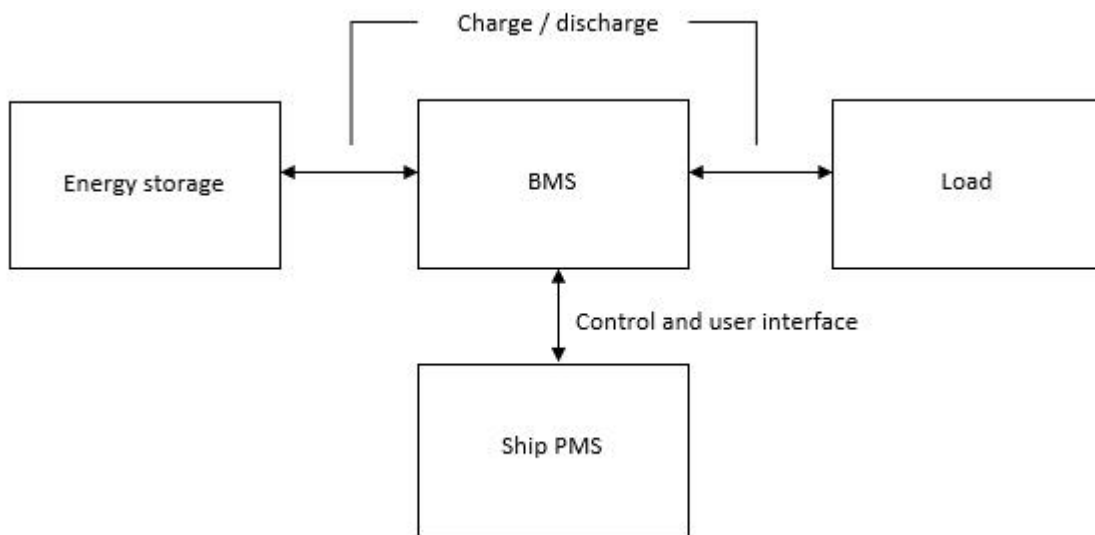 Charge / discharge
Energy storage
BMS
Load
Control and user interface
Ship PMS